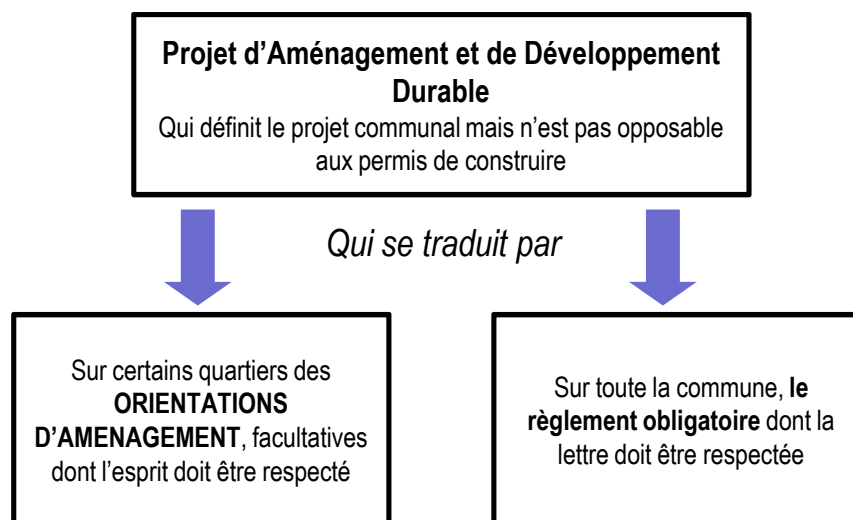 Projet d'Aménagement et de Développement
Durable
Qui définit le projet communal mais n'est pas opposable
aux permis de construire
Qui se traduit par
Sur certains quartiers des
ORIENTATIONS
D'AMENAGEMENT, facultatives
dont l'esprit doit être respecté
Sur toute la commune, le
règlement obligatoire dont la
lettre doit être respectée